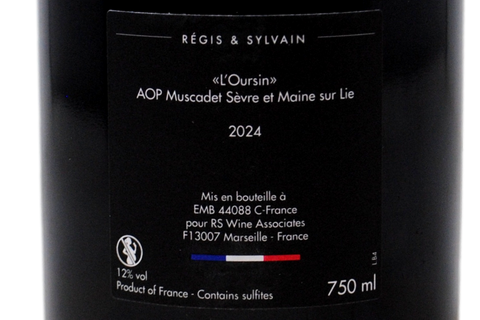 RÉGIS & SYLVAIN
«L'Oursin»
AOP Muscadet Sèvre et Maine sur Lie
2024
Mis en bouteille à
EMB 44088 C-France
pour RS Wine Associates
F13007 Marseille - France
12% vol
Product of France - Contains sulfites
750 ml
LB4